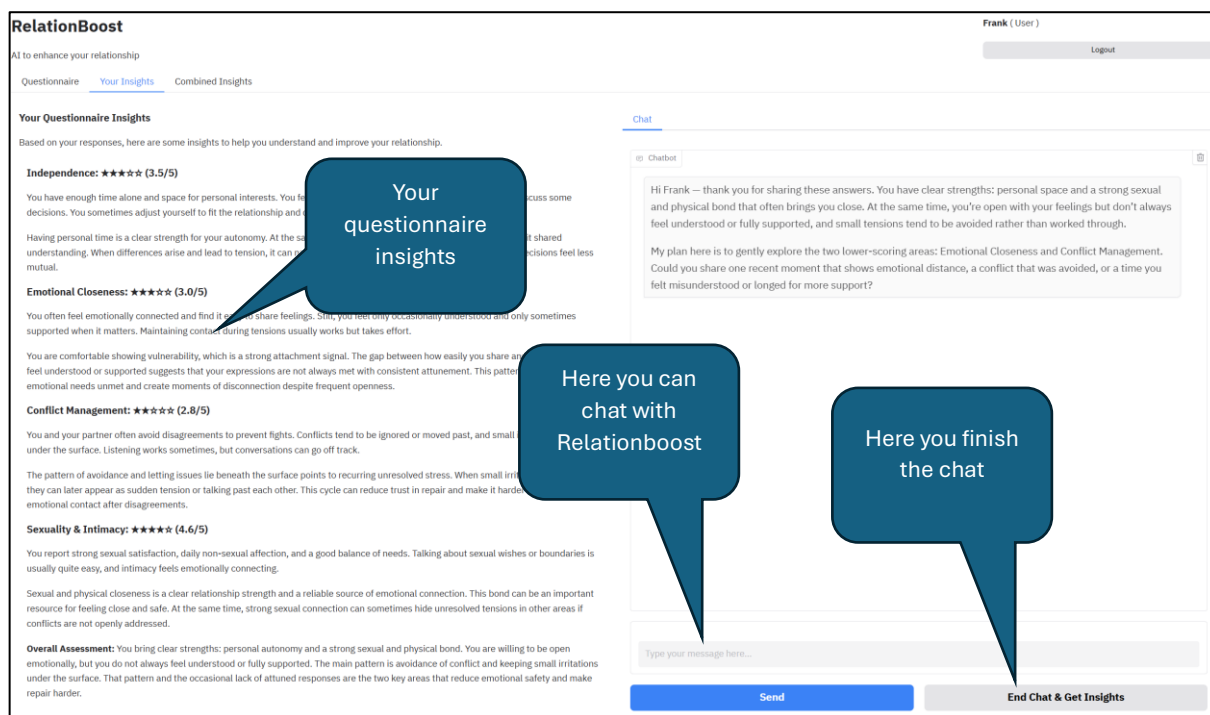 RelationBoost
Frank ( User )
AI to enhance your relationship
Logout
Questionnaire Your Insights Combined Insights
Your Questionnaire Insights
Based on your responses, here are some insights to help you understand and improve your relationship.
Independence: ★★★☆☆ (3.5/5)
You have enough time alone and space for personal interests. You fe
scuss some
decisions. You sometimes adjust yourself to fit the relationship and
Having personal time is a clear strength for your autonomy. At the sa
it shared
understanding. When differences arise and lead to tension, it can
ecisions feel less
mutual.
Emotional Closeness: ★★★☆☆ (3.0/5)
You often feel emotionally connected and find it to share feelings. Still, you feel only occasionally understood and only sometimes
supported when it matters. Maintaining contact during tensions usually works but takes effort.
You are comfortable showing vulnerability, which is a strong attachment signal. The gap between how easily you share an
feel understood or supported suggests that your expressions are not always met with consistent attunement. This patter
emotional needs unmet and create moments of disconnection despite frequent openness.
Conflict Management: ★★☆☆☆ (2.8/5)
You and your partner often avoid disagreements to prevent fights. Conflicts tend to be ignored or moved past, and small
under the surface. Listening works sometimes, but conversations can go off track.
The pattern of avoidance and letting issues lie beneath the surface points to recurring unresolved stress. When small irri
they can later appear as sudden tension or talking past each other. This cycle can reduce trust in repair and make it harde
emotional contact after disagreements.
Sexuality & Intimacy: ★★★★☆ (4.6/5)
You report strong sexual satisfaction, daily non-sexual affection, and a good balance of needs. Talking about sexual wishes or boundaries is
usually quite easy, and intimacy feels emotionally connecting.
Sexual and physical closeness is a clear relationship strength and a reliable source of emotional connection. This bond can be an important
resource for feeling close and safe. At the same time, strong sexual connection can sometimes hide unresolved tensions in other areas if
conflicts are not openly addressed.
Overall Assessment: You bring clear strengths: personal autonomy and a strong sexual and physical bond. You are willing to be open
emotionally, but you do not always feel understood or fully supported. The main pattern is avoidance of conflict and keeping small irritations
under the surface. That pattern and the occasional lack of attuned responses are the two key areas that reduce emotional safety and make
repair harder.
Your
questionnaire
insights
Chat
Chatbot
Hi Frank — thank you for sharing these answers. You have clear strengths: personal space and a strong sexual
and physical bond that often brings you close. At the same time, you're open with your feelings but don't always
feel understood or fully supported, and small tensions tend to be avoided rather than worked through.
My plan here is to gently explore the two lower-scoring areas: Emotional Closeness and Conflict Management.
Could you share one recent moment that shows emotional distance, a conflict that was avoided, or a time you
felt misunderstood or longed for more support?
Here you can
chat with
Relationboost
Here you finish
the chat
Type your message here...
Send
End Chat & Get Insights